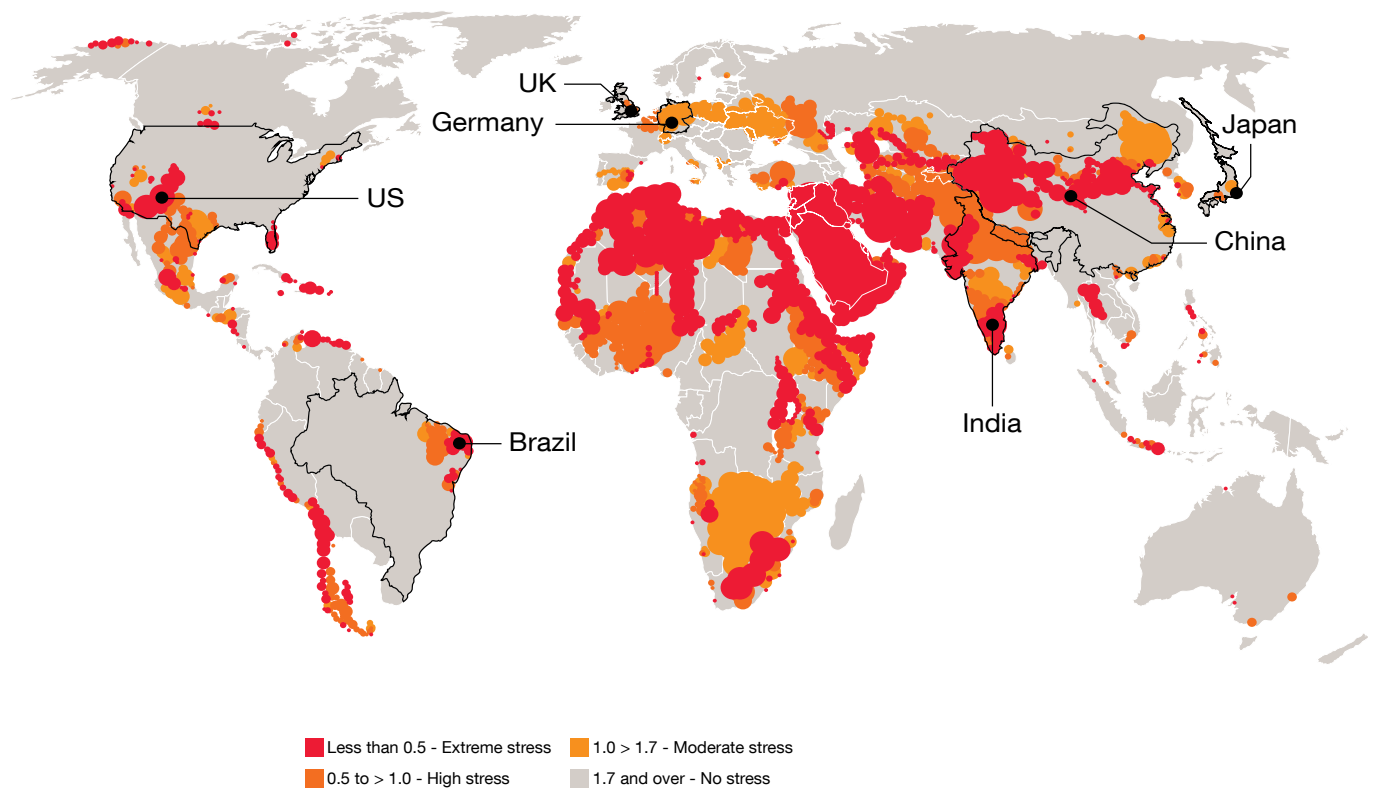 UK
Germany
Japan
US
China
India
Brazil
Less than 0.5 - Extreme stress
1.0 > 1.7 - Moderate stress
0.5 to > 1.0 - High stress
1.7 and over - No stress